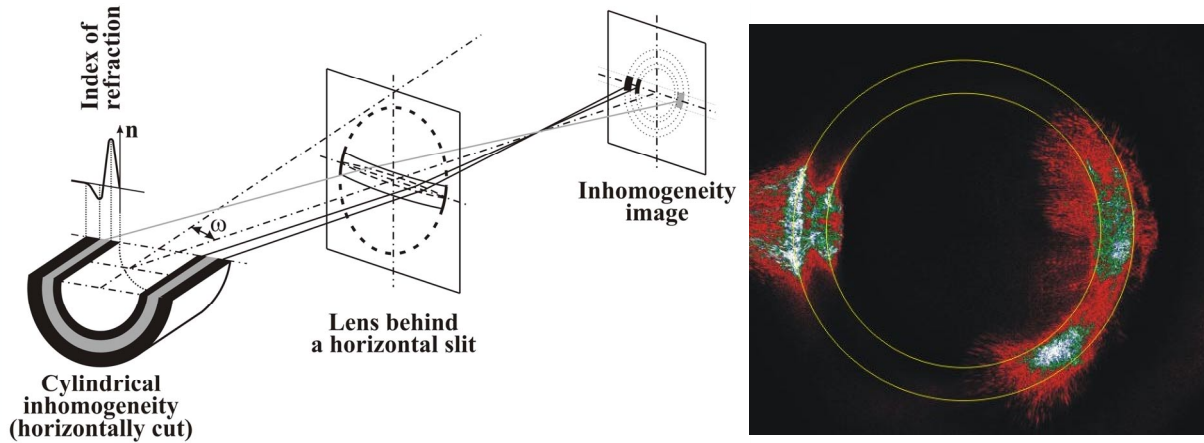 Index of
refraction
n
ω
Inhomogeneity
image
Lens behind
a horizontal slit
Cylindrical
inhomogeneity
(horizontally cut)